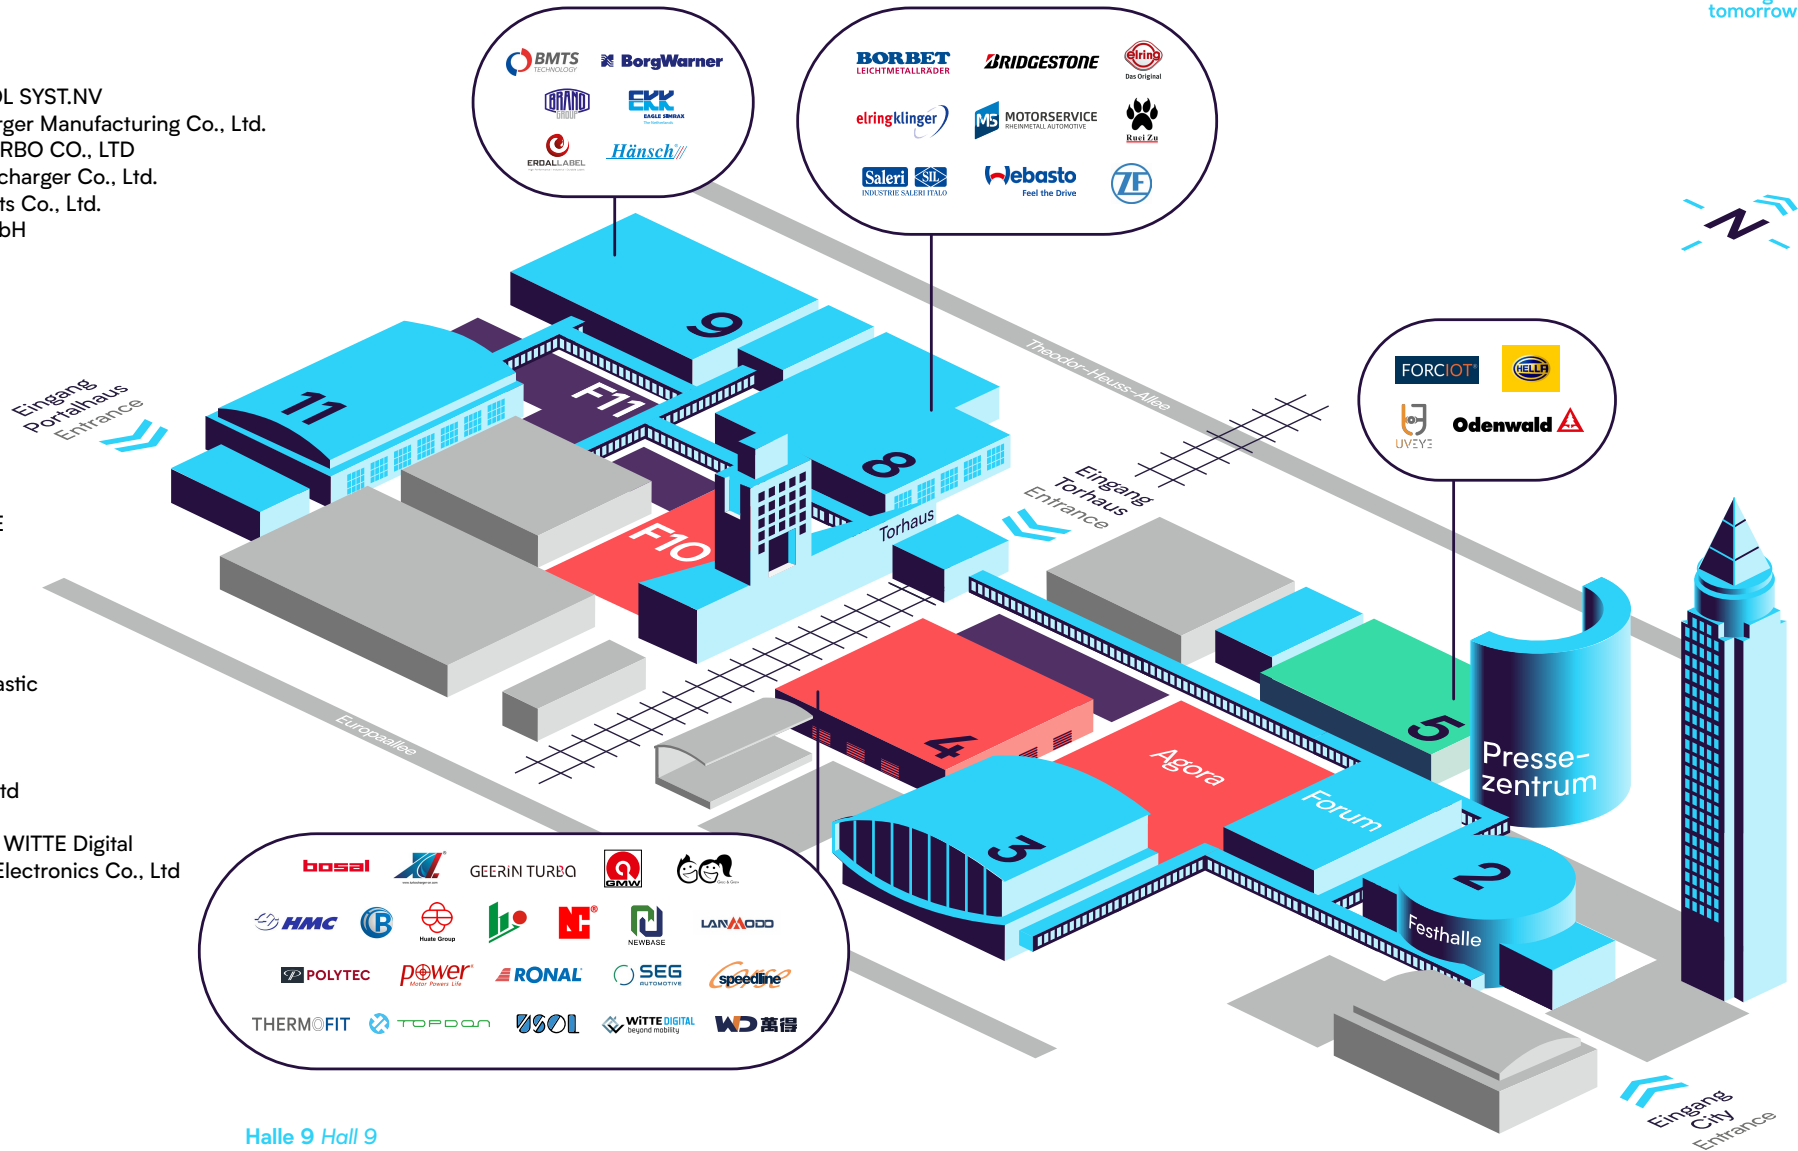 tomorrow
OL SYST.NV
rger Manufacturing Co., Ltd.
RBO CO., LTD
charger Co., Ltd.
ts Co., Ltd.
bH
E
astic
td
WITTE Digital
Electronics Co., Ltd
BMTS
TECHNOLOGY
BorgWarner
BRANO
GROUP
EKK
EAGLE SIMRAX
ERDALLABEL
Hänsch
BORBET
LEICHTMETALLRÄDER
BRIDGESTONE
elring
Das Original
elringklinger
MS
MOTORSERVICE
RHEINMETALL AUTOMOTIVE
Ruei Zu
Saleri SIL
INDUSTRIE SALERI ITALO
Webasto
Feel the Drive
ZF
N
FORCIOT
HELLA
UVEYE
Odenwald
9
11
F11
8
F10
Torhaus
Eingang
Portalhaus
Entrance
Theodor-Heuss-Allee
Eingang
Torhaus
Entrance
Europaallee
4
Agora
5
Presse-
zentrum
Forum
3
2
Festhalle
bosal
GEERIN TURBO
GMW
HMC
B
Huate Group
NEWBASE
LANMODO
POLYTEC
power
Motor Powers Life
RONAL
SEG
AUTOMOTIVE
speedline
Corse
THERMOFIT
TOPDON
USOL
WiTTE DIGITAL
beyond mobility
WD 萬得
Eingang
City
Entrance
Halle 9 Hall 9